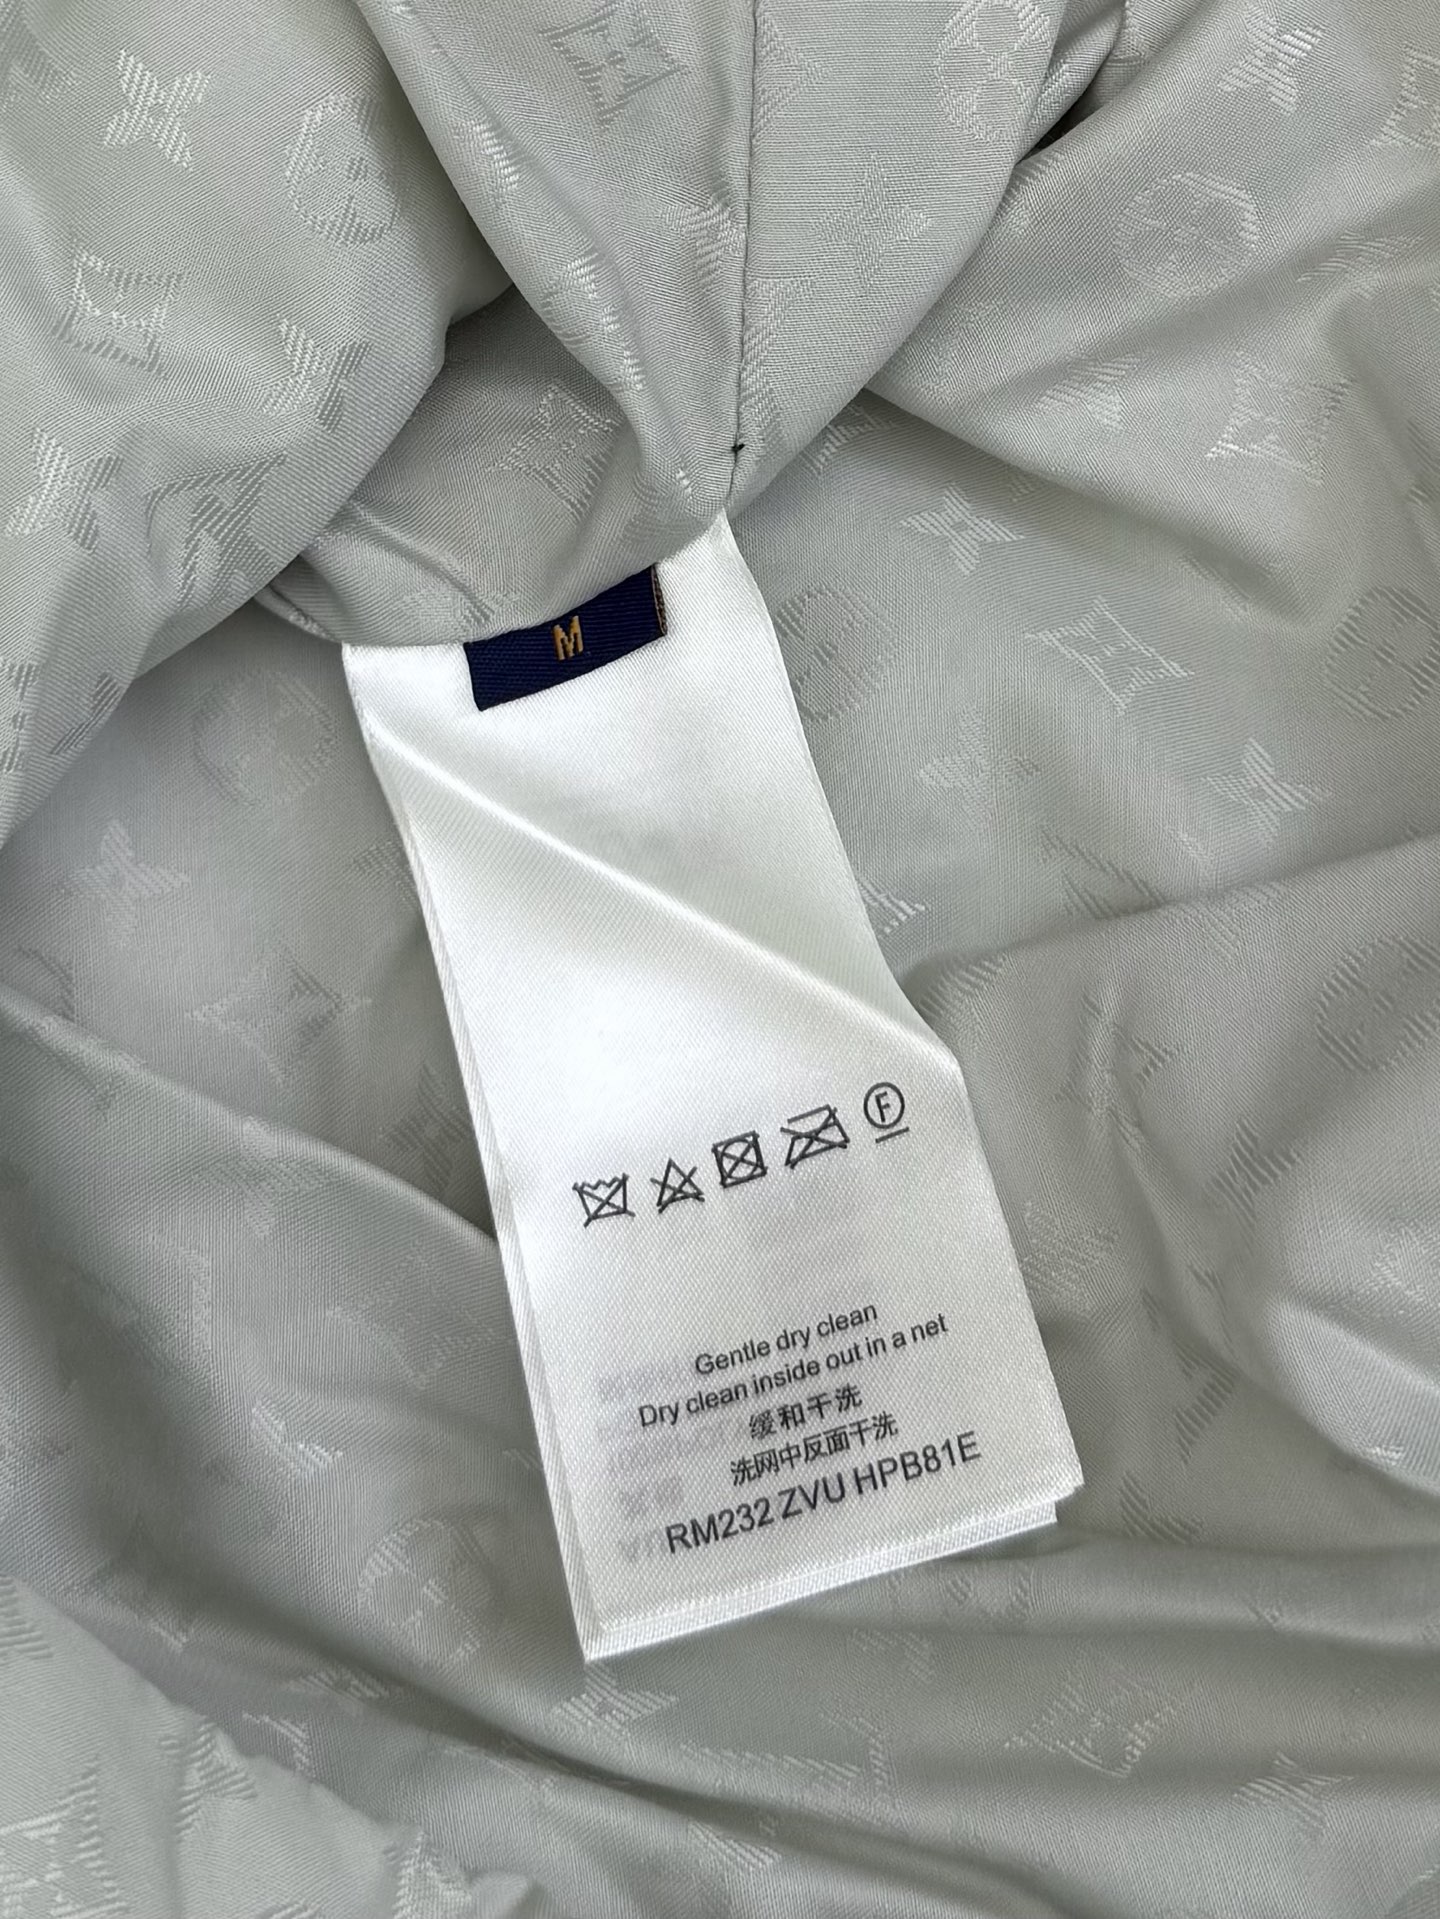 M
F
Gentle dry clean
Dry clean inside out in a net
缓和干洗
洗网中反面干洗
RM232 ZVU HPB81E